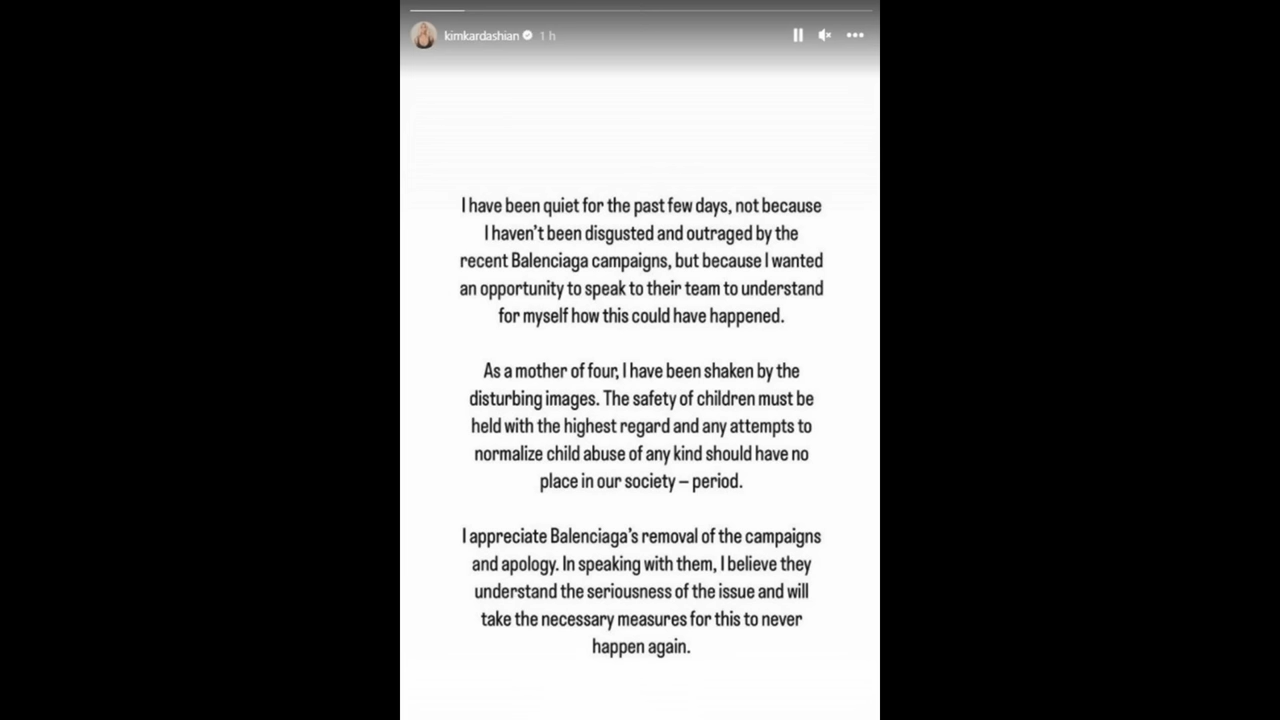 kimkardashian 1 h
I have been quiet for the past few days, not because
I haven't been disgusted and outraged by the
recent Balenciaga campaigns, but because I wanted
an opportunity to speak to their team to understand
for myself how this could have happened.
As a mother of four, I have been shaken by the
disturbing images. The safety of children must be
held with the highest regard and any attempts to
normalize child abuse of any kind should have no
place in our society – period.
I appreciate Balenciaga's removal of the campaigns
and apology. In speaking with them, I believe they
understand the seriousness of the issue and will
take the necessary measures for this to never
happen again.